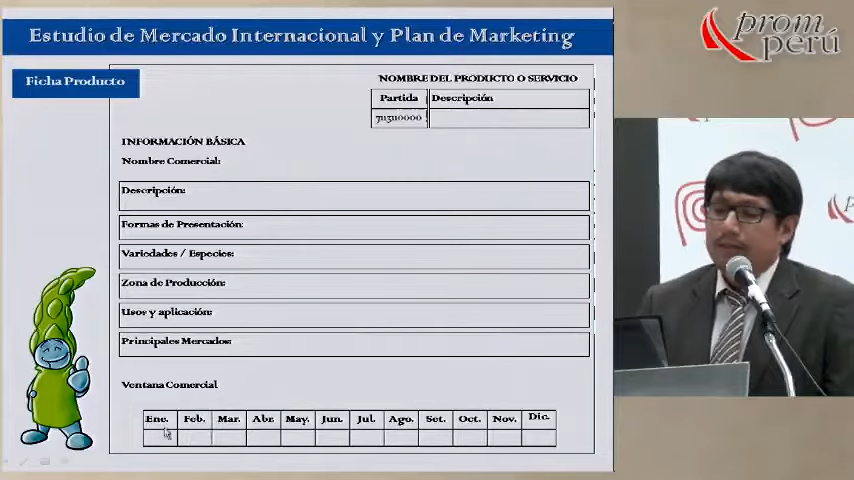 Estudio de Mercado Internacional y Plan de Marketing
prom
perú
Ficha Producto
NOMBRE DEL PRODUCTO O SERVICIO
Partida Descripción
7113110000
INFORMACIÓN BÁSICA
Nombre Comercial:
Descripción:
Formas de Presentación:
Variedades / Especies:
Zona de Producción:
Usos y aplicación:
Principales Mercados:
Ventana Comercial
Ene. Feb. Mar. Abr. May. Jun. Jul. Ago. Set. Oct. Nov. Dic.